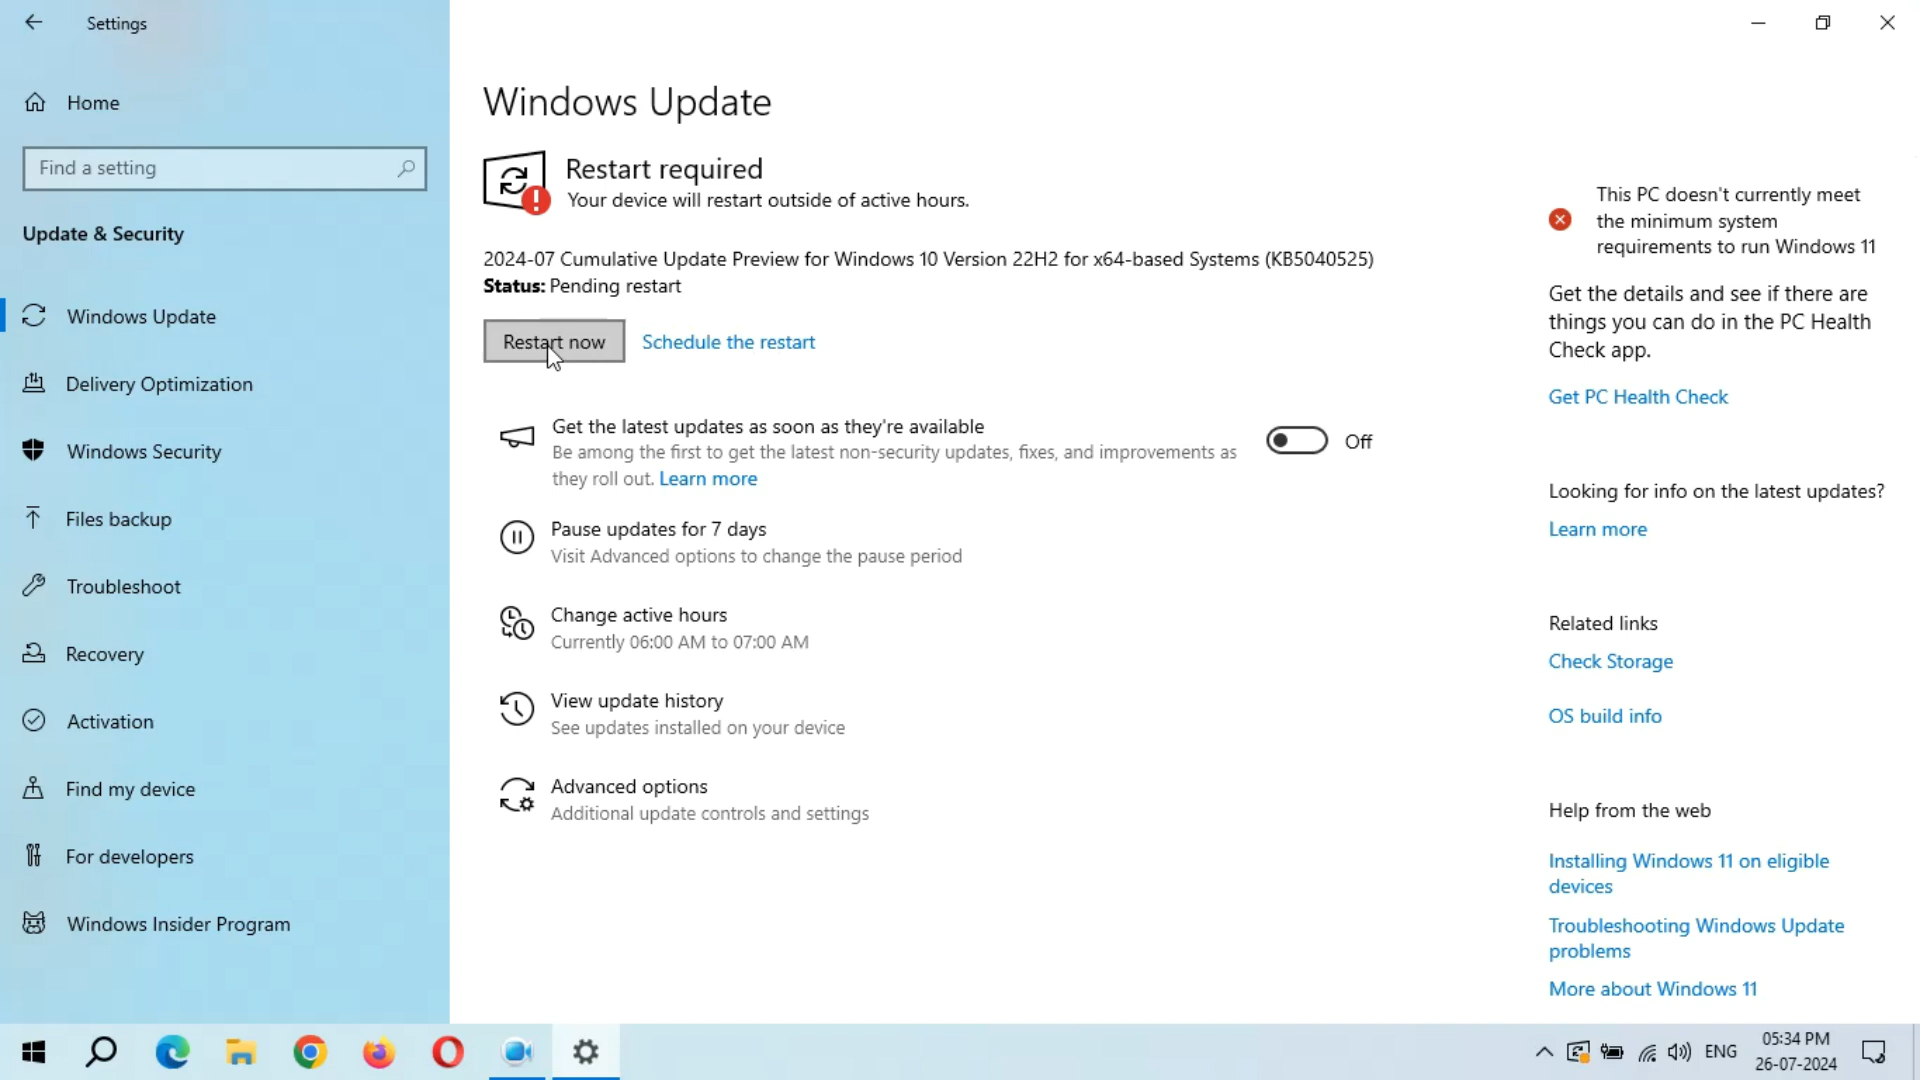 Settings
Home
Find a setting
Update & Security
Windows Update
Delivery Optimization
Windows Security
Files backup
Troubleshoot
Recovery
Activation
Find my device
For developers
Windows Insider Program
Windows Update
Restart required
Your device will restart outside of active hours.
2024-07 Cumulative Update Preview for Windows 10 Version 22H2 for x64-based Systems (KB5040525)
Status: Pending restart
Restart now
Schedule the restart
Get the latest updates as soon as they're available
Be among the first to get the latest non-security updates, fixes, and improvements as
they roll out. Learn more
Off
Pause updates for 7 days
Visit Advanced options to change the pause period
Change active hours
Currently 06:00 AM to 07:00 AM
View update history
See updates installed on your device
Advanced options
Additional update controls and settings
This PC doesn't currently meet
the minimum system
requirements to run Windows 11
Get the details and see if there are
things you can do in the PC Health
Check app.
Get PC Health Check
Looking for info on the latest updates?
Learn more
Related links
Check Storage
OS build info
Help from the web
Installing Windows 11 on eligible
devices
Troubleshooting Windows Update
problems
More about Windows 11
ENG
05:34 PM
26-07-2024